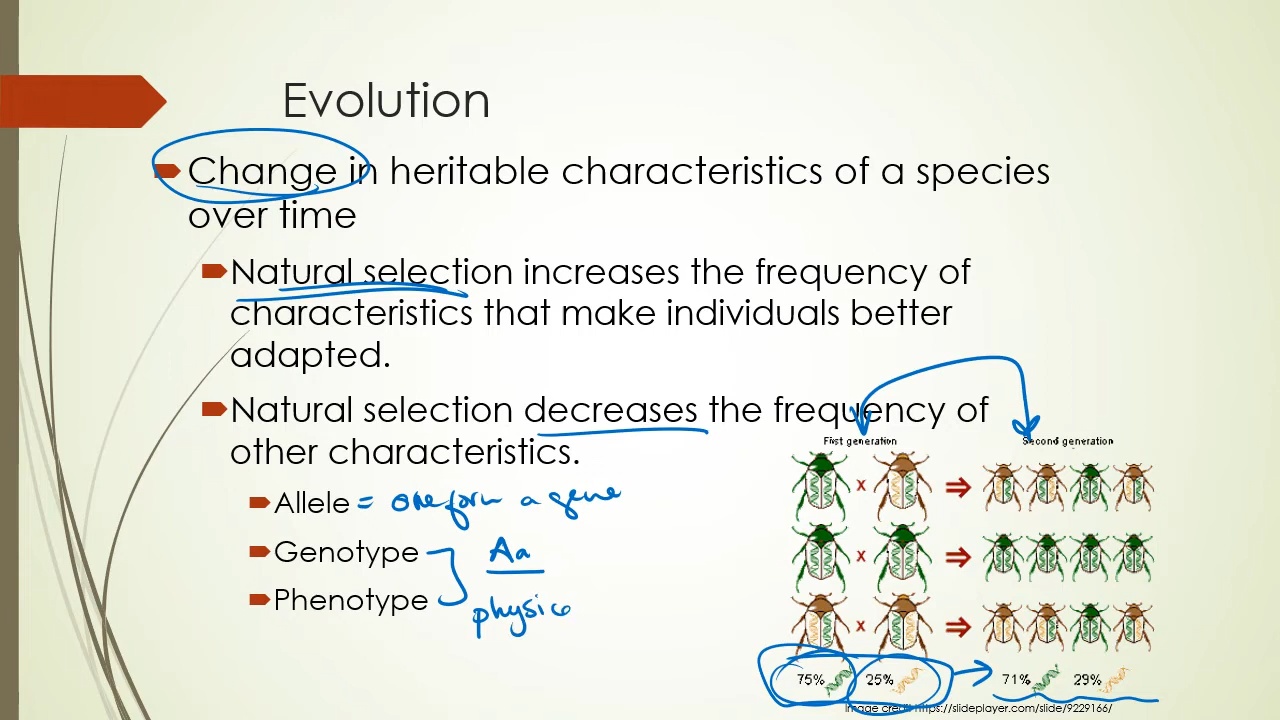 Evolution
Change in heritable characteristics of a species
over time
Natural selection increases the frequency of
characteristics that make individuals better
adapted.
Natural selection decreases the frequency of
other characteristics.
Allele = one form a gene
Genotype Aa
Phenotype physic
First generation Second generation
x
x
x
75% 25% 71% 29%
Image credit https://slideplayer.com/slide/9229166/